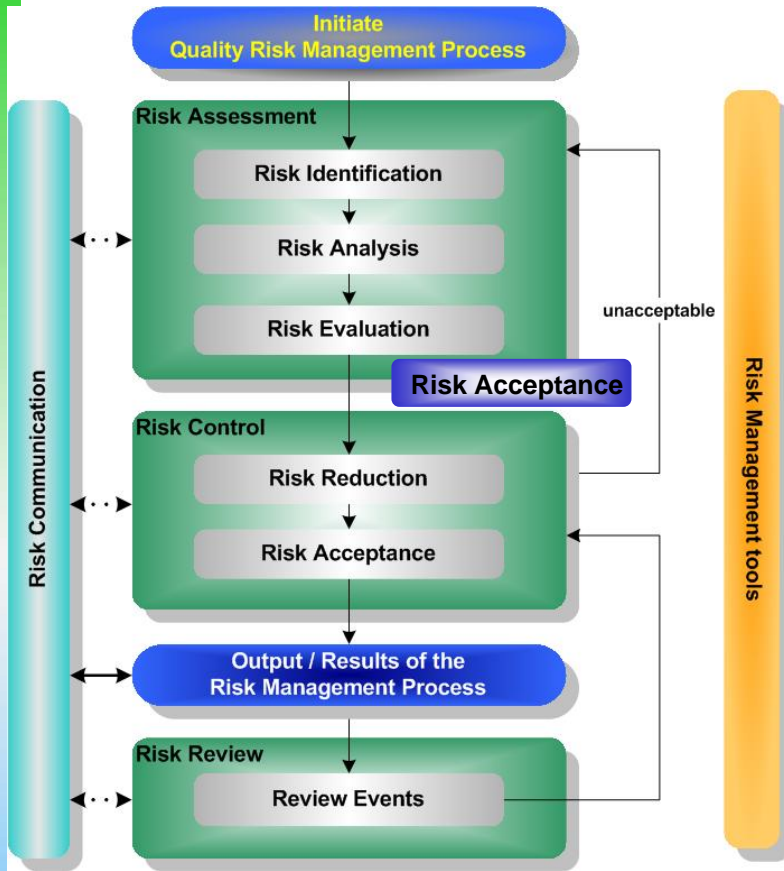 Initiate
Quality Risk Management Process
Risk Assessment
Risk Identification
Risk Analysis
Risk Evaluation
unacceptable
Risk Acceptance
Risk Communication
Risk Management tools
Risk Control
Risk Reduction
Risk Acceptance
Output / Results of the
Risk Management Process
Risk Review
Review Events